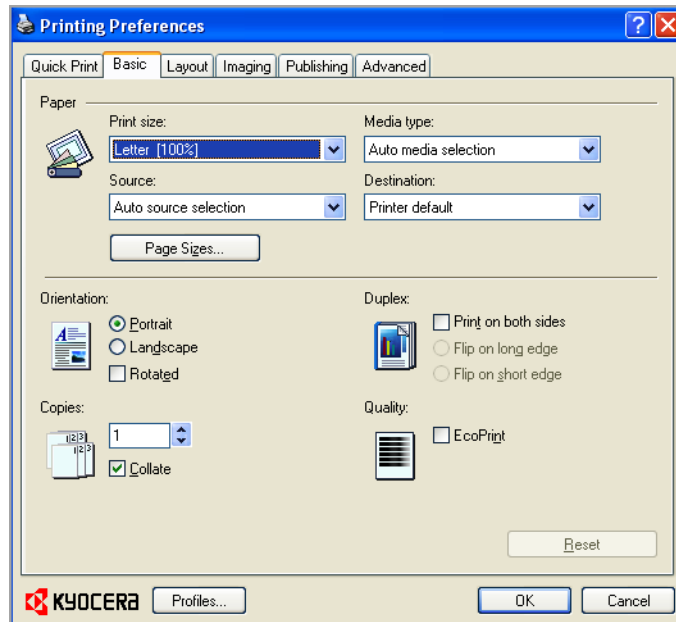 Printing Preferences
Quick Print Basic Layout Imaging Publishing Advanced
Paper
Print size: Media type:
Letter [100%] Auto media selection
Source: Destination:
Auto source selection Printer default
Page Sizes...
Orientation: Duplex:
Portrait Print on both sides
Landscape Flip on long edge
Rotated Flip on short edge
Copies: Quality:
1 EcoPrint
Collate
Reset
KYOCERA Profiles... OK Cancel